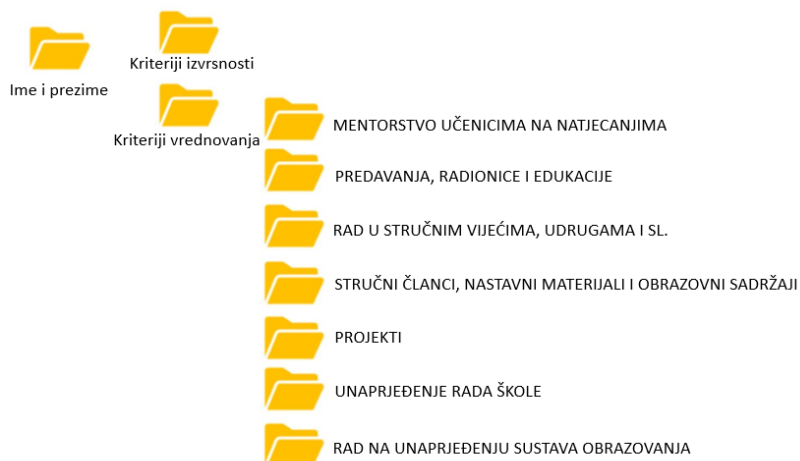 Kriteriji izvrsnosti
Ime i prezime
Kriteriji vrednovanja
MENTORSTVO UČENICIMA NA NATJECANJIMA
PREDAVANJA, RADIONICE I EDUKACIJE
RAD U STRUČNIM VIJEĆIMA, UDRUGAMA I SL.
STRUČNI ČLANCI, NASTAVNI MATERIJALI I OBRAZOVNI SADRŽAJI
PROJEKTI
UNAPRJEĐENJE RADA ŠKOLE
RAD NA UNAPRJEĐENJU SUSTAVA OBRAZOVANJA